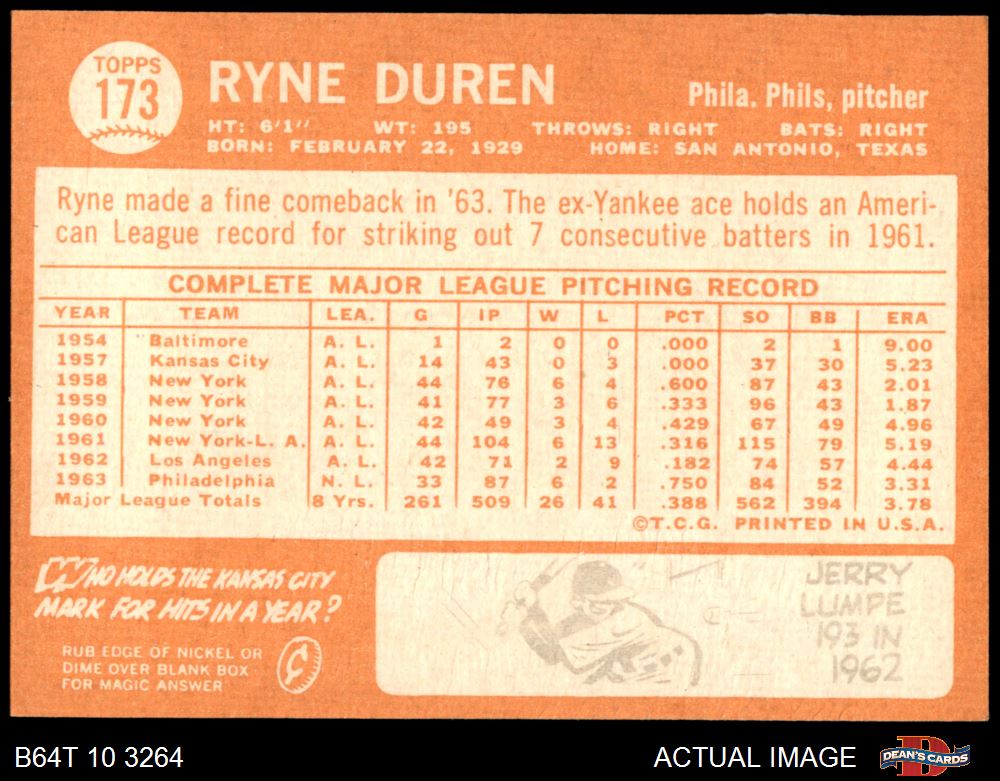 TOPPS
173
RYNE DUREN
Phila. Phils, pitcher
HT: 6'1" WT: 195 THROWS: RIGHT BATS: RIGHT
BORN: FEBRUARY 22, 1929 HOME: SAN ANTONIO, TEXAS
Ryne made a fine comeback in '63. The ex-Yankee ace holds an Ameri-
can League record for striking out 7 consecutive batters in 1961.
COMPLETE MAJOR LEAGUE PITCHING RECORD
YEAR TEAM LEA. G IP W L PCT SO BB ERA
1954 Baltimore A. L. 1 2 0 0 .000 2 1 9.00
1957 Kansas City A. L. 14 43 0 3 .000 37 30 5.23
1958 New York A. L. 44 76 6 4 .600 87 43 2.01
1959 New York A. L. 41 77 3 6 .333 96 43 1.87
1960 New York A. L. 42 49 3 4 .429 67 49 4.96
1961 New York-L. A. A. L. 44 104 6 13 .316 115 79 5.19
1962 Los Angeles A. L. 42 71 2 9 .182 74 57 4.44
1963 Philadelphia N. L. 33 87 6 2 .750 84 52 3.31
Major League Totals 8 Yrs. 261 509 26 41 .388 562 394 3.78
©T.C.G. PRINTED IN U.S.A.
WHO HOLDS THE KANSAS CITY
MARK FOR HITS IN A YEAR?
RUB EDGE OF NICKEL OR
DIME OVER BLANK BOX
FOR MAGIC ANSWER
¢
JERRY
LUMPE
193 IN
1962
B64T 10 3264
ACTUAL IMAGE
DEAN'S CARDS